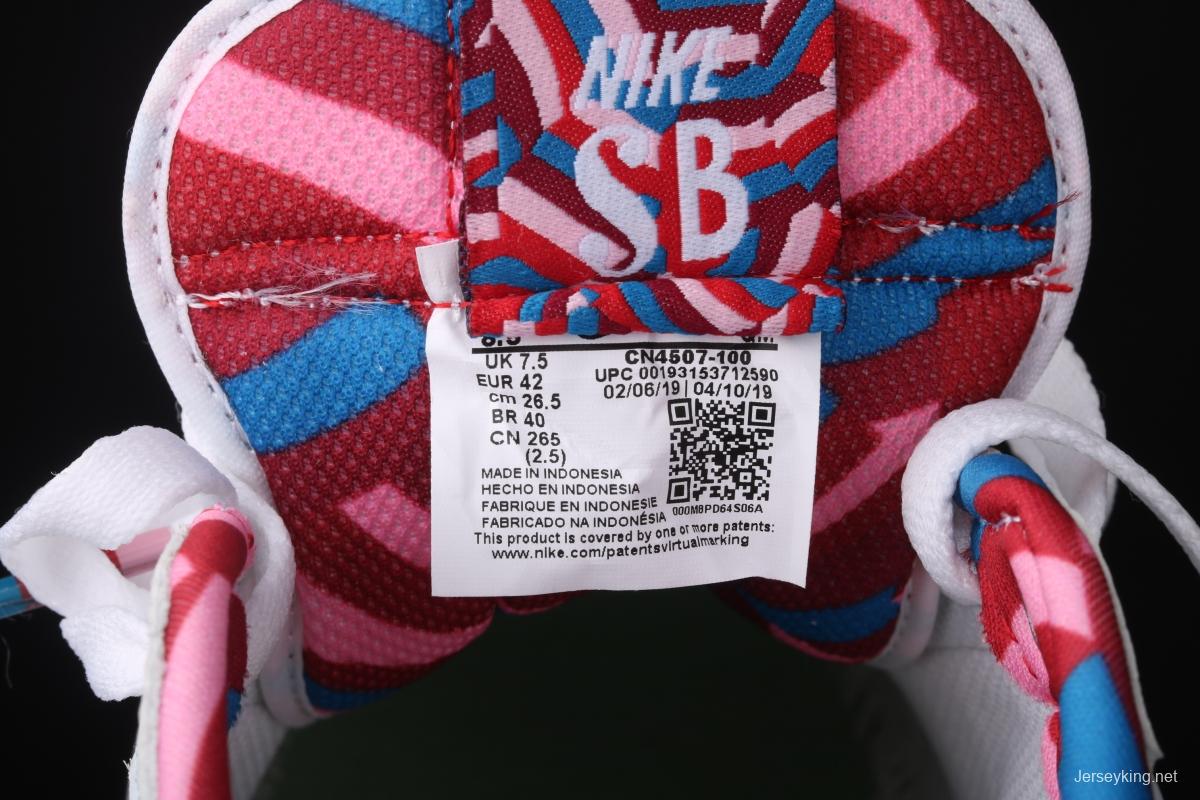 NIKE
SB
8.5
UK 7.5
EUR 42
cm 26.5
BR 40
CN 265
(2.5)
CN4507-100
UPC 00193153712590
02/06/19 | 04/10/19
000M8PD64S06A
MADE IN INDONESIA
HECHO EN INDONESIA
FABRIQUE EN INDONESIE
FABRICADO NA INDONÉSIA
This product is covered by one or more patents:
www.nike.com/patentsvirtualmarking
Jerseyking.net